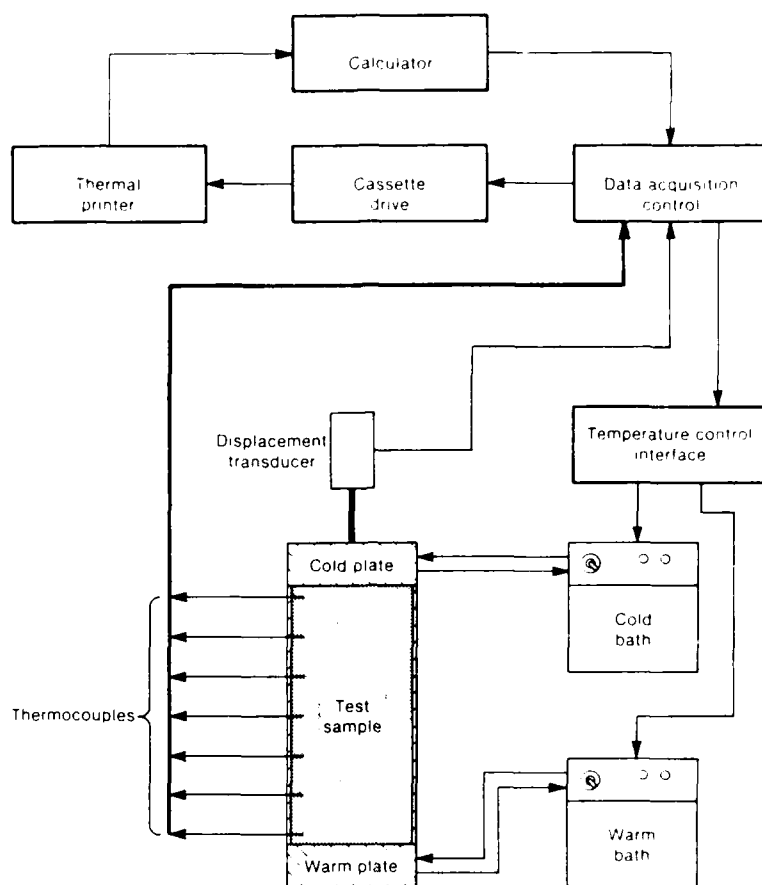 Calculator
Thermal
printer
Cassette
drive
Data acquisition
control
Displacement
transducer
Temperature control
interface
Cold plate
Cold
bath
Thermocouples
Test
sample
Warm plate
Warm
bath